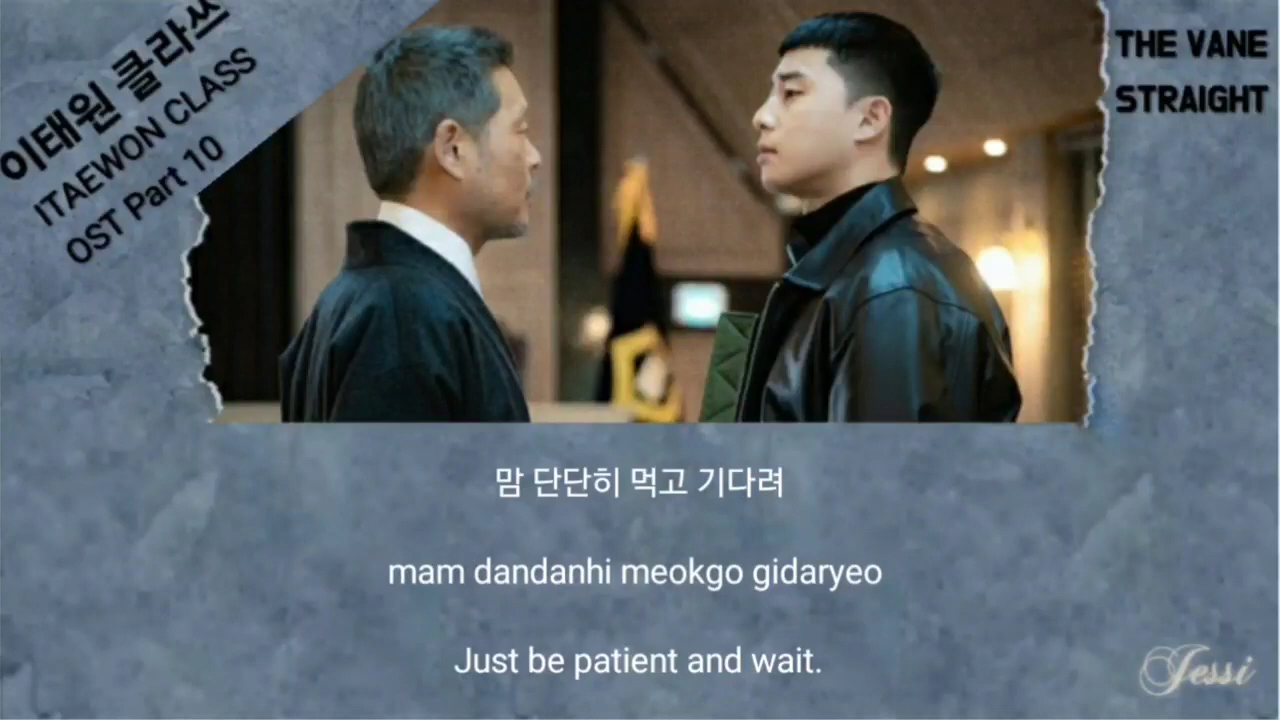 이태원 클라쓰
ITAEWON CLASS
OST Part 10
THE VANE
STRAIGHT
맘 단단히 먹고 기다려
mam dandanhi meokgo gidaryeo
Just be patient and wait.
Jessi